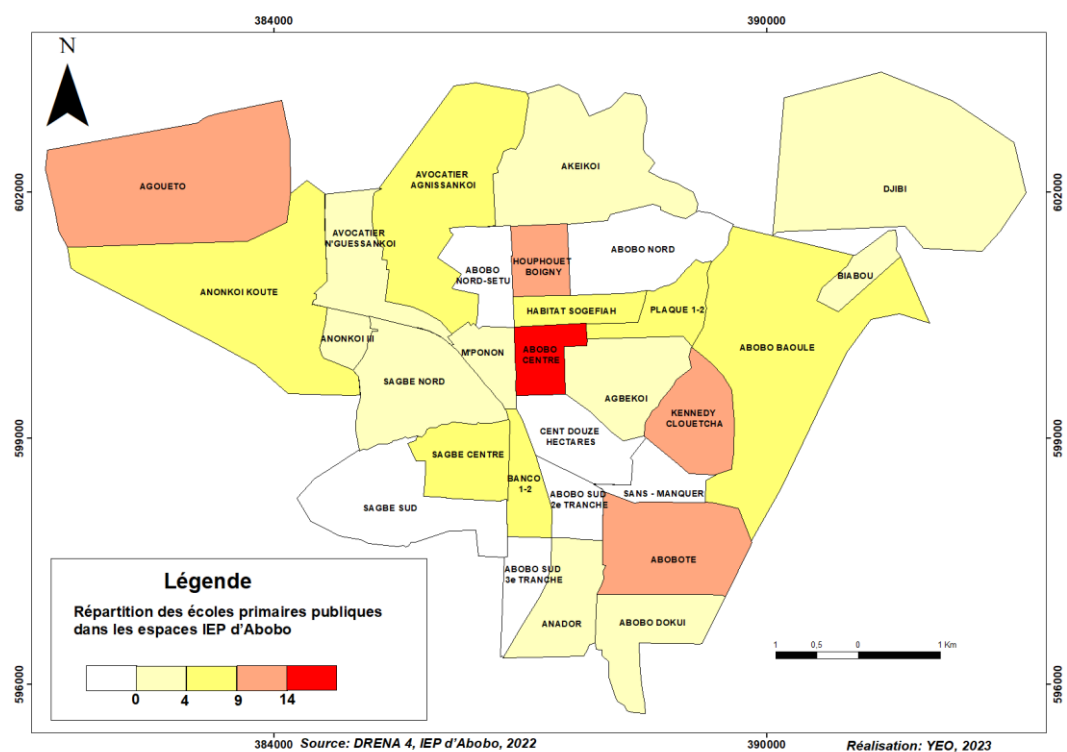 384000
390000
N
602000
602000
AGOUETO
AVOCATIER
AGNISSANKOI
AKEIKOI
DJIBI
AVOCATIER
N'GUESSANKOI
ABOBO NORD
ABOBO
NORD-SETU
HOUPHOUET
BOIGNY
BIABOU
ANONKOI KOUTE
HABITAT SOGEFIAH
PLAQUE 1-2
ANONKOI III
M'PONON
ABOBO
CENTRE
ABOBO BAOULE
SAGBE NORD
AGBEKOI
KENNEDY
CLOUETCHA
599000
599000
CENT DOUZE
HECTARES
SAGBE CENTRE
BANCO
1-2
ABOBO SUD
2e TRANCHE
SANS - MANQUER
SAGBE SUD
ABOBO SUD
3e TRANCHE
ABOBOTE
ANADOR
ABOBO DOKUI
Légende
Répartition des écoles primaires publiques
dans les espaces IEP d'Abobo
0 4 9 14
1 0,5 0 1 Km
596000
596000
384000
390000
Source: DRENA 4, IEP d'Abobo, 2022
Réalisation: YEO, 2023